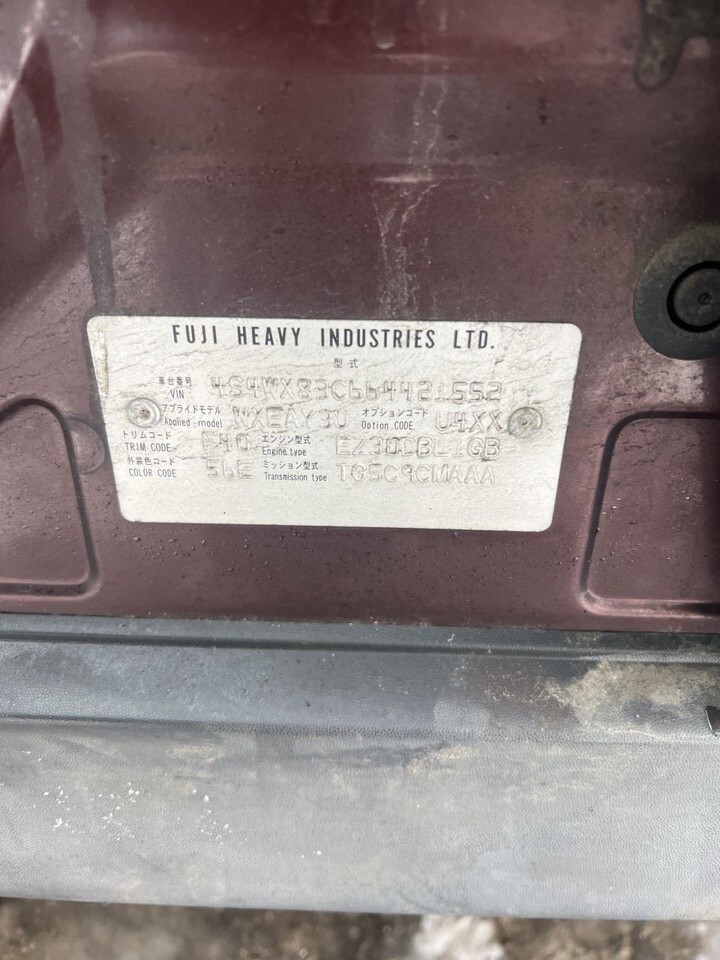 FUJI HEAVY INDUSTRIES LTD.
型式
車台番号 4S4WX83C664421552
VIN
アプライドモデル WXEAY3U オプションコード U4XX
Applied model Option CODE
トリムコード E40 エンジン型式 EZ30DBL1GB
TRIM CODE Engine type
外装色コード 56E ミッション型式 TG5C9CMAAA
COLOR CODE Transmission type